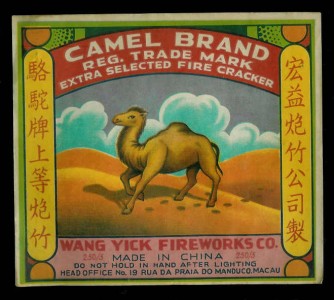 CAMEL BRAND
REG. TRADE MARK
EXTRA SELECTED FIRE CRACKER
駱駝牌上等炮竹
宏益炮竹公司製
WANG YICK FIREWORKS CO.
MADE IN CHINA
DO NOT HOLD IN HAND AFTER LIGHTING
HEAD OFFICE No. 19 RUA DA PRAIA DO MANDUCO, MACAU